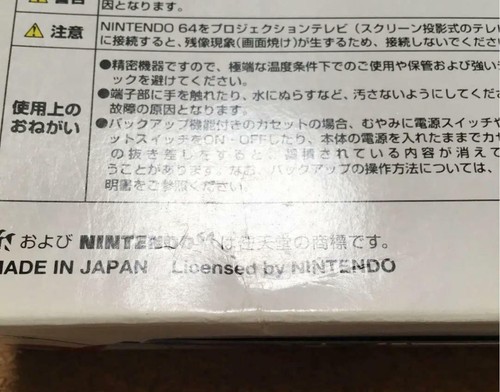 因となります。
注意
NINTENDO 64をプロジェクションテレビ（スクリーン投影式のテレ
に接続すると、残像現象(画面焼け)が生ずるため、接続しないでくださ
使用上の
おねがい
●精密機器ですので、極端な温度条件下でのご使用や保管および強い
ックを避けてください。
●端子部に手を触れたり、水にぬらすなど、汚さないようにしてくだ
故障の原因となります。
●バックアップ機能付きのカセットの場合、むやみに電源スイッチや
ットスイッチをON・OFFしたり、本体の電源を入れたままでカセ
の抜き差しをすると、蓄積されている内容が消えて
うことがあります。なお、バックアップの操作方法については、
明書をご参照ください。
および NINTENDO64は任天堂の商標です。
MADE IN JAPAN Licensed by NINTENDO